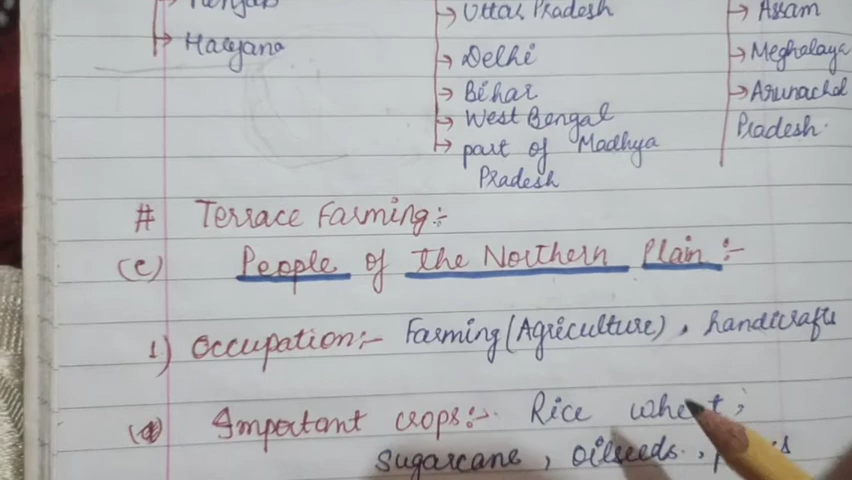 Uttar Pradesh
Assam
Haryana
Delhi
Meghalaya
Bihar
Arunachal
West Bengal
Pradesh.
part of Madhya
Pradesh
# Terrace Farming:-
(c) People of the Northern Plain:-
1) Occupation:- Farming (Agriculture), handicrafts
(a) Important crops:- Rice wheat,
sugarcane, oilseeds,